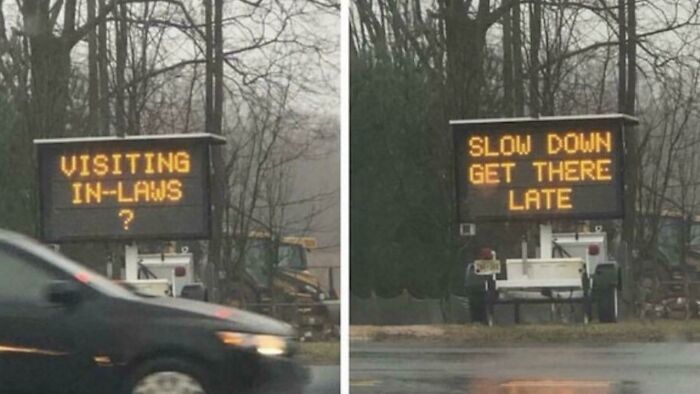 VISITING
IN-LAWS
?
SLOW DOWN
GET THERE
LATE